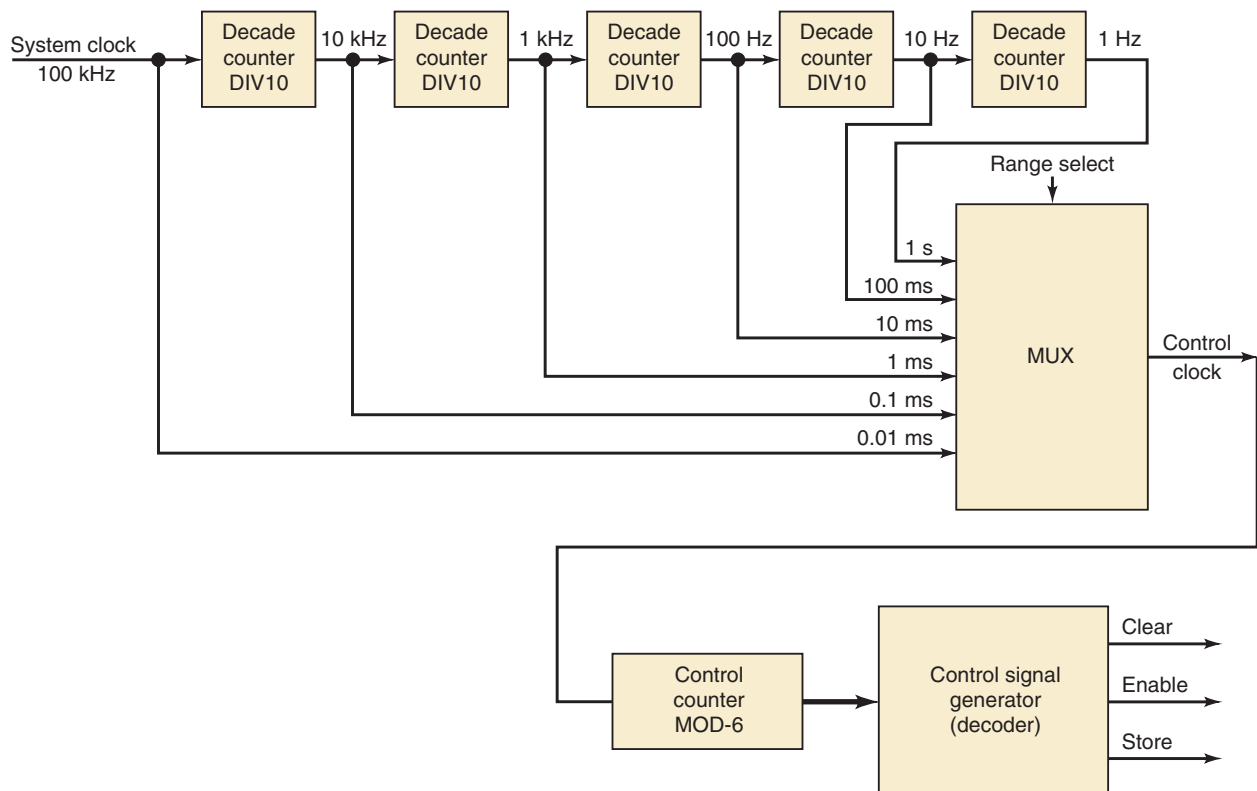 System clock
100 kHz
Decade
counter
DIV10
10 kHz
Decade
counter
DIV10
1 kHz
Decade
counter
DIV10
100 Hz
Decade
counter
DIV10
10 Hz
Decade
counter
DIV10
1 Hz
Range select
1 s
100 ms
10 ms
1 ms
0.1 ms
0.01 ms
MUX
Control
clock
Control
counter
MOD-6
Control signal
generator
(decoder)
Clear
Enable
Store